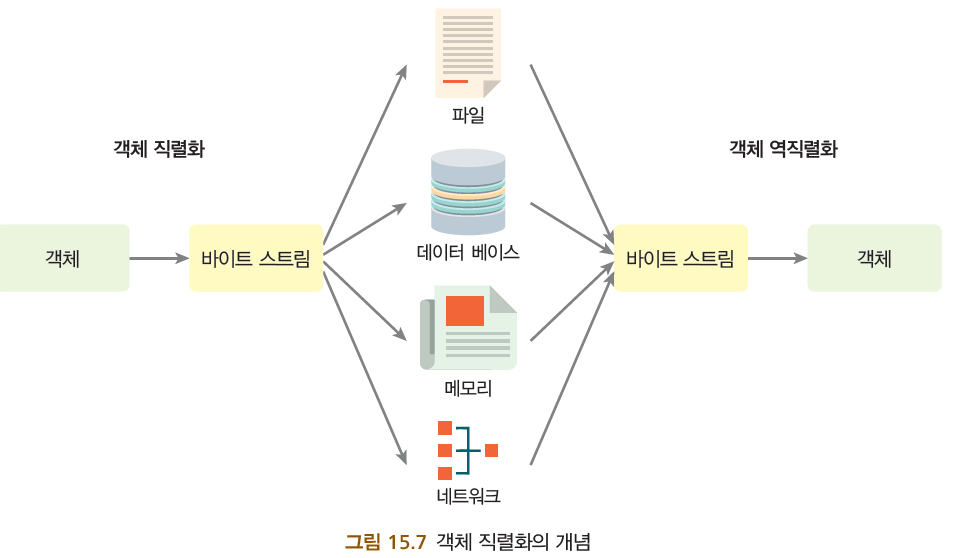 파일
객체 직렬화
객체 역직렬화
객체
바이트 스트림
데이터 베이스
바이트 스트림
객체
메모리
네트워크
그림 15.7 객체 직렬화의 개념